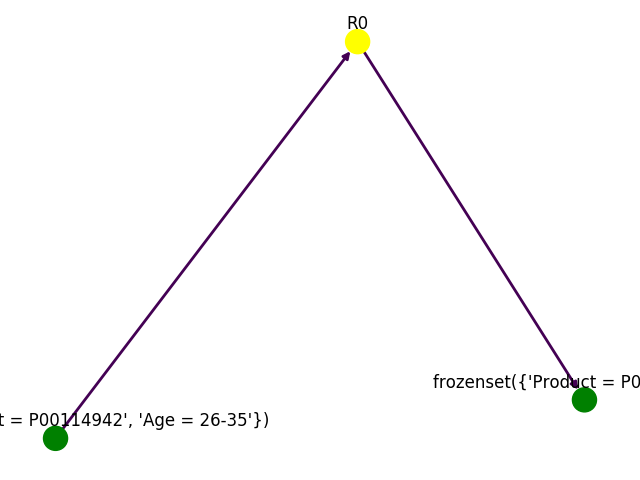 R0
frozenset({'Product = P0
t = P00114942', 'Age = 26-35'})